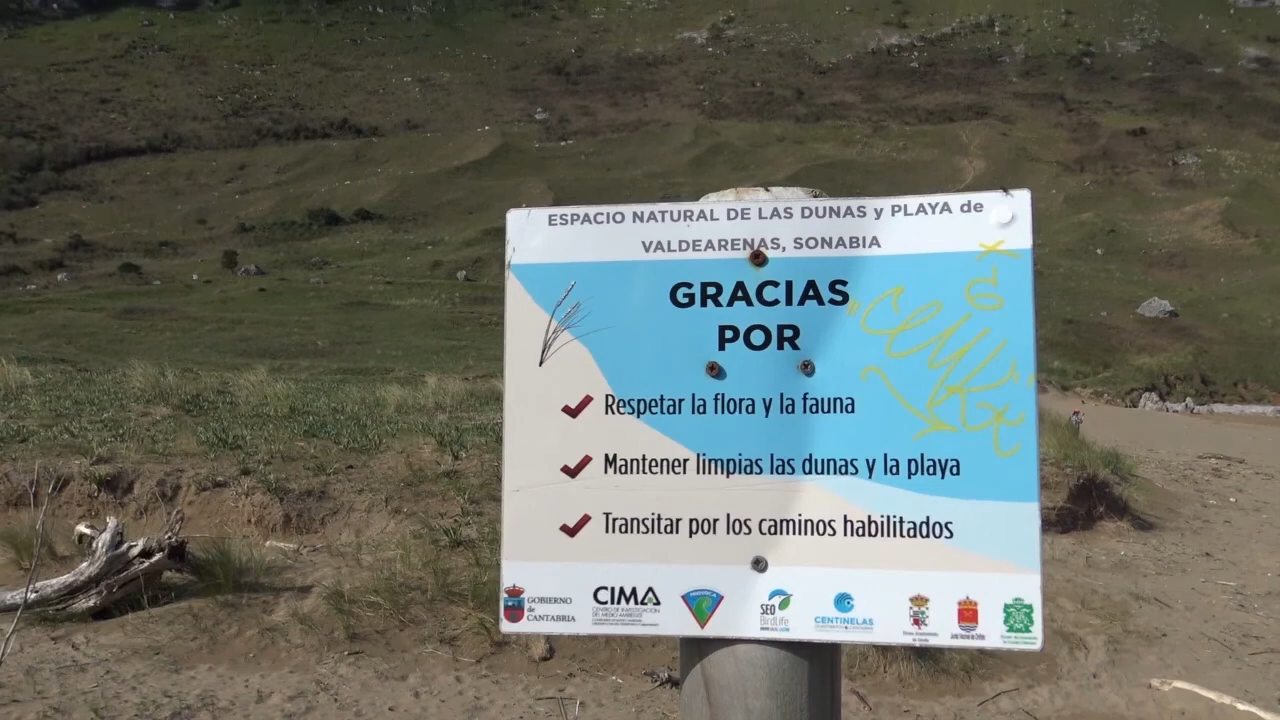 ESPACIO NATURAL DE LAS DUNAS y PLAYA de
VALDEARENAS, SONABIA
GRACIAS
POR
Respetar la flora y la fauna
Mantener limpias las dunas y la playa
Transitar por los caminos habilitados
GOBIERNO
de
CANTABRIA
CIMA
CENTRO DE INVESTIGACIÓN
DEL MEDIO AMBIENTE
PROVOCA
SEO
BirdLife
CENTINELAS